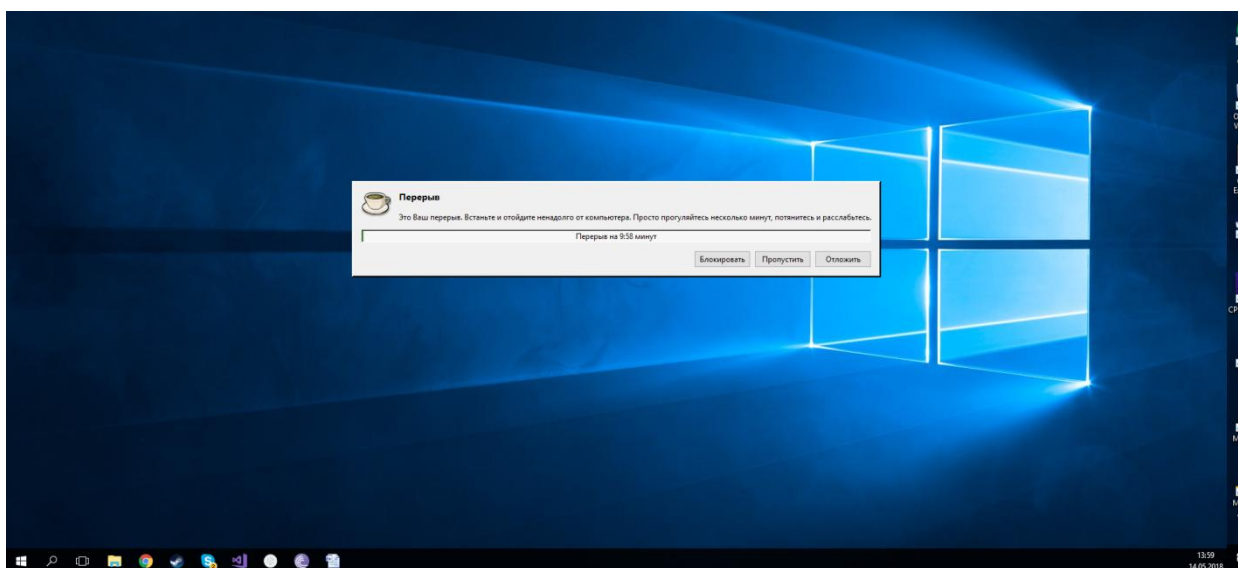 Перерыв
Это Ваш перерыв. Встаньте и отойдите ненадолго от компьютера. Просто прогуляйтесь несколько минут, потянитесь и расслабьтесь.
Перерыв на 9:58 минут
Блокировать Пропустить Отложить
13:59
14.05.2018